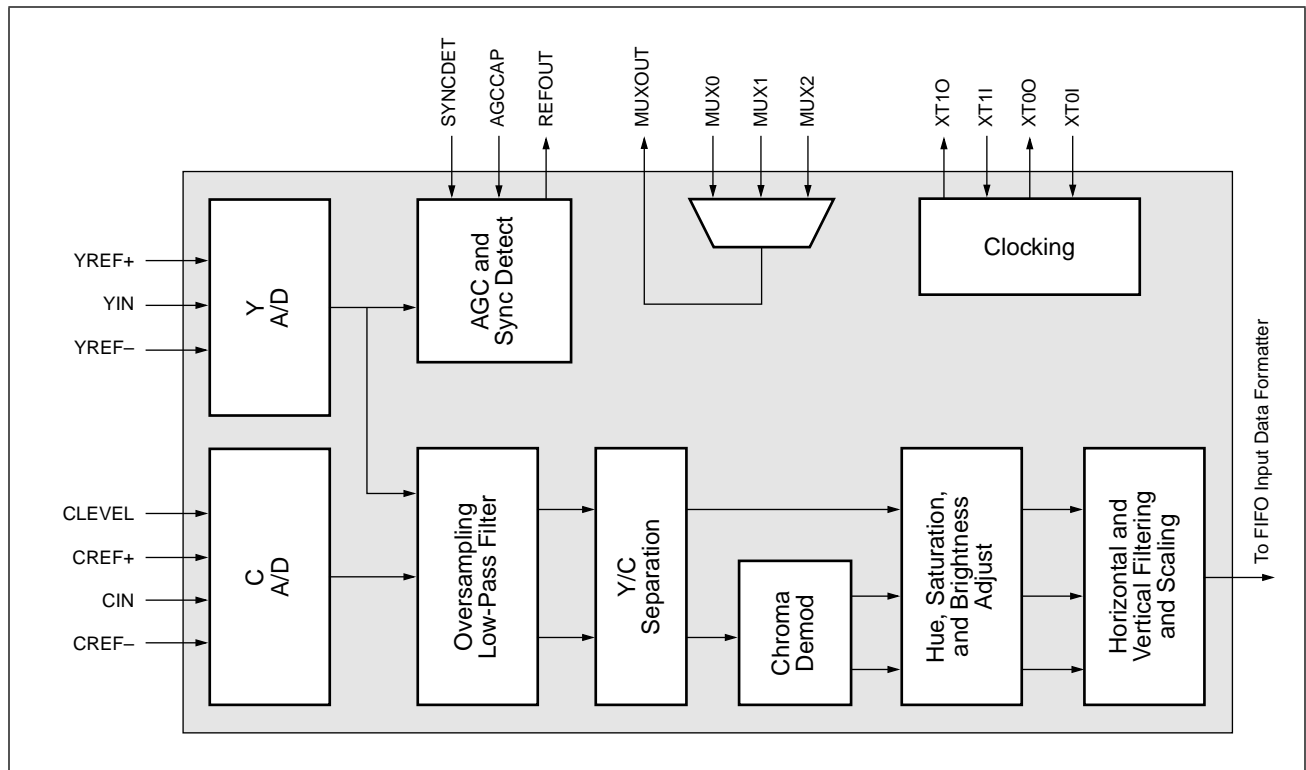 SYNCDET
AGCCAP
REFOUT
MUXOUT
MUX0
MUX1
MUX2
XT1O
XT1I
XT0O
XT0I
YREF+
YIN
YREF–
Y
A/D
AGC and
Sync Detect
Clocking
CLEVEL
CREF+
CIN
CREF–
C
A/D
Oversampling
Low-Pass Filter
Y/C
Separation
Chroma
Demod
Hue, Saturation,
and Brightness
Adjust
Horizontal and
Vertical Filtering
and Scaling
To FIFO Input Data Formatter